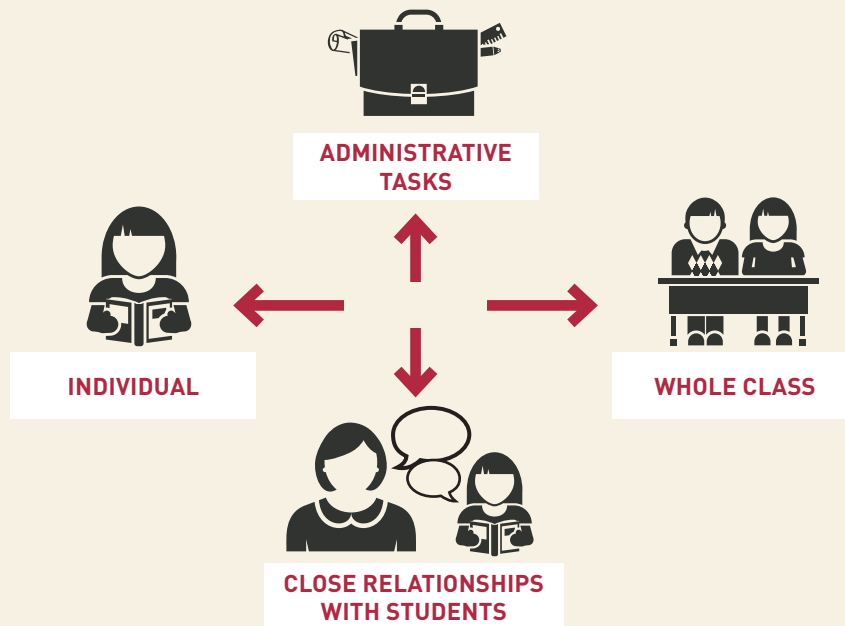 ADMINISTRATIVE
TASKS
INDIVIDUAL
WHOLE CLASS
CLOSE RELATIONSHIPS
WITH STUDENTS